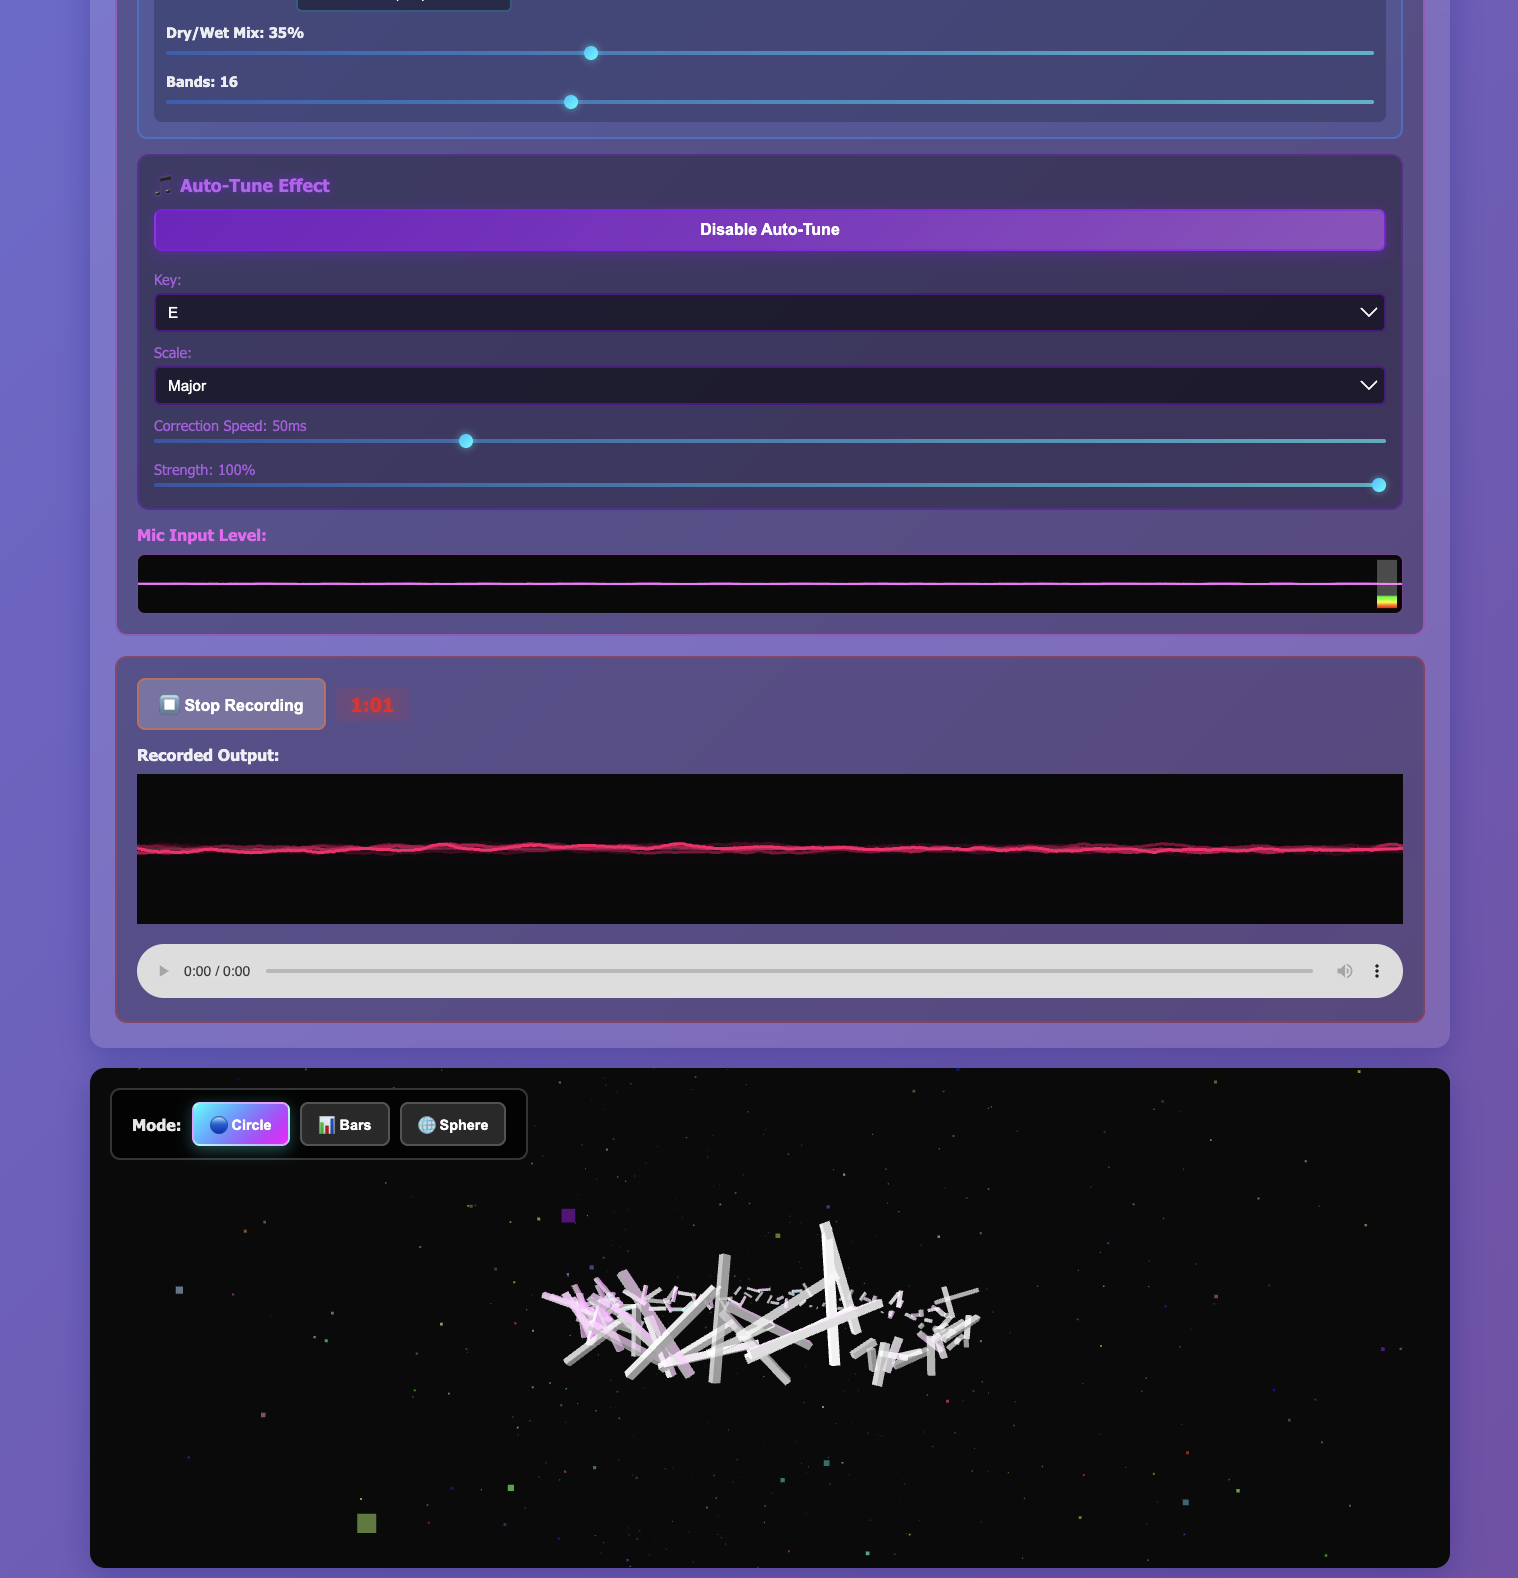 Dry/Wet Mix: 35%
Bands: 16
🎵 Auto-Tune Effect
Disable Auto-Tune
Key:
E
Scale:
Major
Correction Speed: 50ms
Strength: 100%
Mic Input Level:
⏹️ Stop Recording 1:01
Recorded Output:
0:00 / 0:00
Mode: 🔵 Circle 📊 Bars 🌐 Sphere